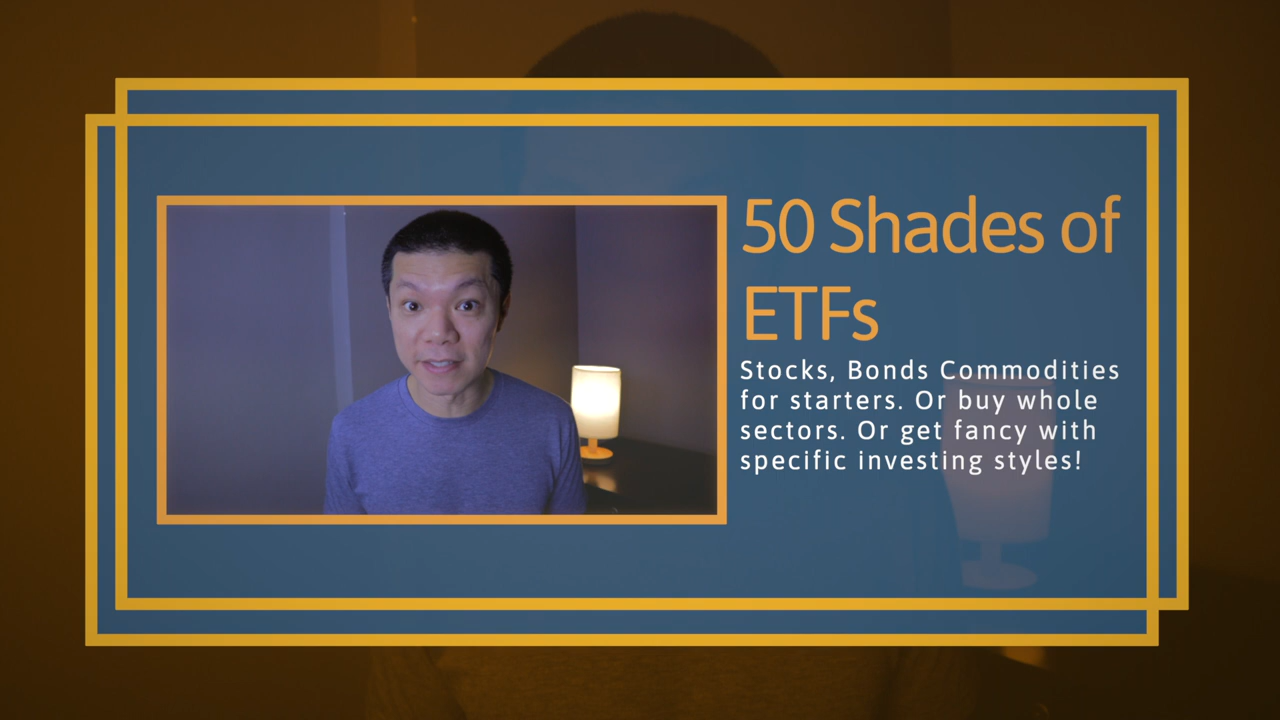 50 Shades of
ETFs
Stocks, Bonds Commodities
for starters. Or buy whole
sectors. Or get fancy with
specific investing styles!